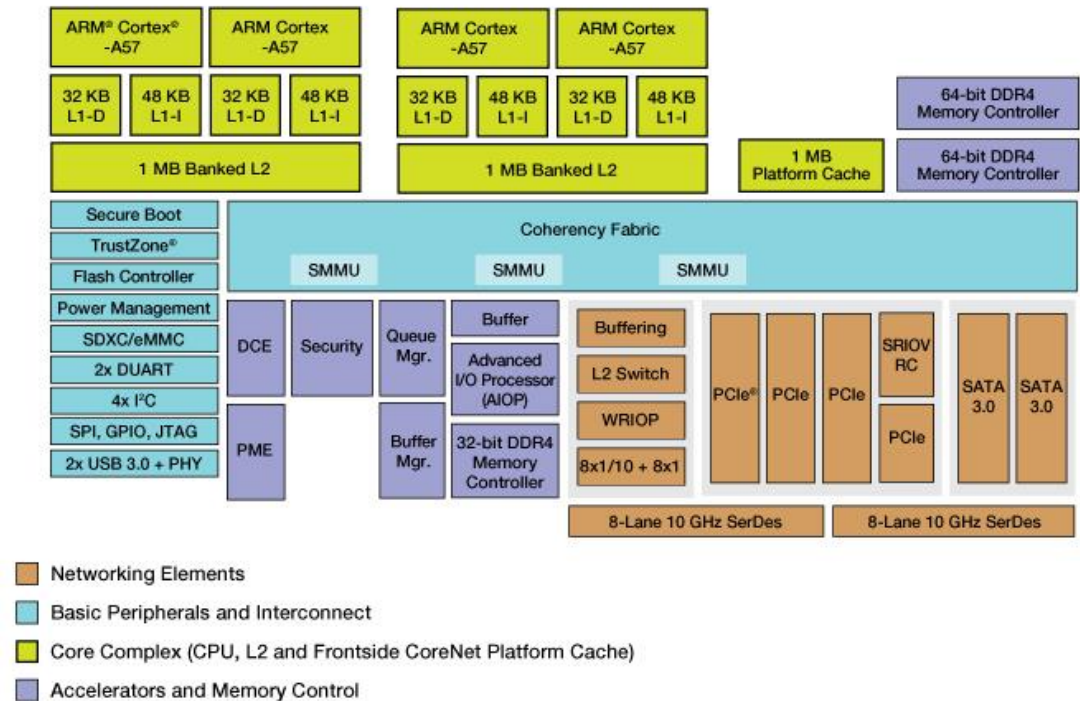 ARM® Cortex®
-A57
ARM Cortex
-A57
ARM Cortex
-A57
ARM Cortex
-A57
32 KB
L1-D
48 KB
L1-I
32 KB
L1-D
48 KB
L1-I
32 KB
L1-D
48 KB
L1-I
32 KB
L1-D
48 KB
L1-I
64-bit DDR4
Memory Controller
1 MB Banked L2
1 MB Banked L2
1 MB
Platform Cache
64-bit DDR4
Memory Controller
Secure Boot
TrustZone®
Flash Controller
Power Management
SDXC/eMMC
2x DUART
4x I²C
SPI, GPIO, JTAG
2x USB 3.0 + PHY
Coherency Fabric
SMMU
SMMU
SMMU
DCE
PME
Security
Queue
Mgr.
Buffer
Mgr.
Buffer
Advanced
I/O Processor
(AIOP)
32-bit DDR4
Memory
Controller
Buffering
L2 Switch
WRIOP
8x1/10 + 8x1
PCIe®
PCIe
PCIe
SRIOV
RC
PCIe
SATA
3.0
SATA
3.0
8-Lane 10 GHz SerDes
8-Lane 10 GHz SerDes
Networking Elements
Basic Peripherals and Interconnect
Core Complex (CPU, L2 and Frontside CoreNet Platform Cache)
Accelerators and Memory Control